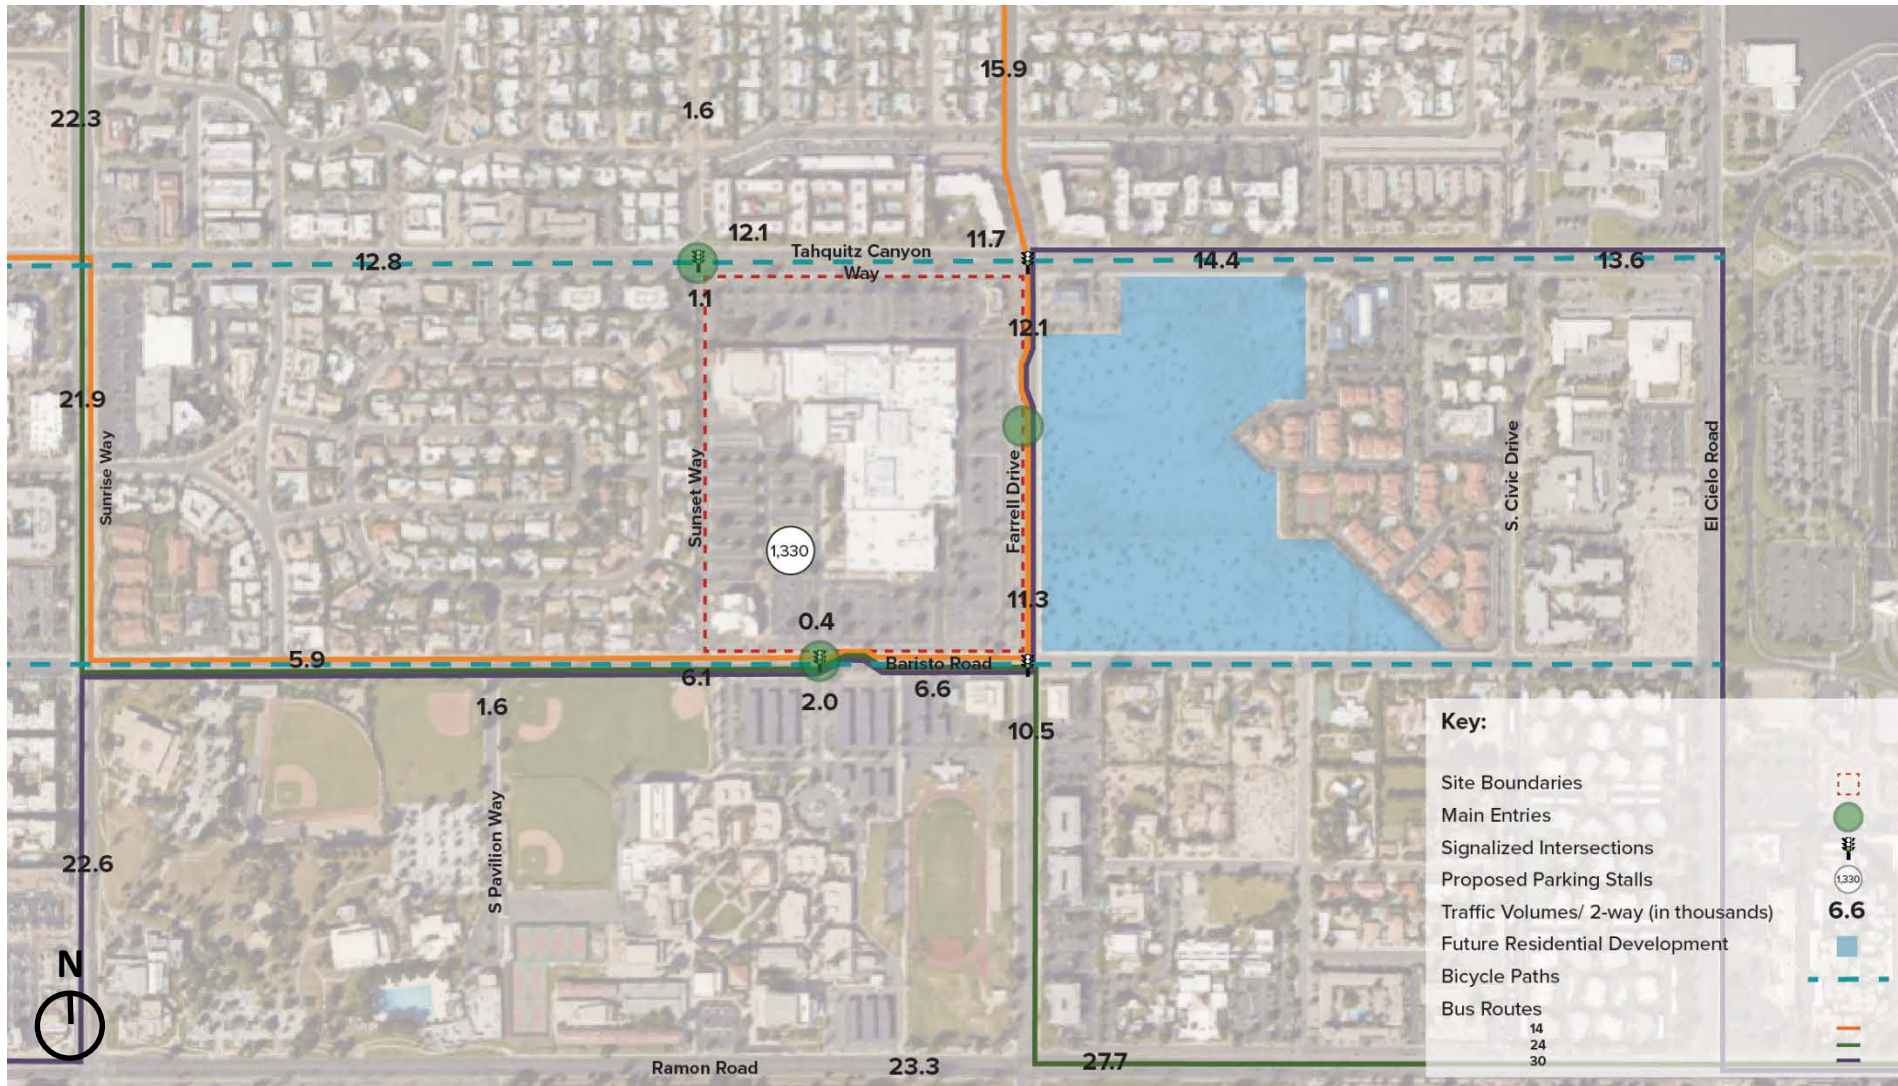 15.9
22.3
1.6
12.1
11.7
Tahquitz Canyon
Way
12.8
14.4
13.6
1.1
12.1
21.9
Sunrise Way
Sunset Way
Farrell Drive
S. Civic Drive
El Cielo Road
1,330
11.3
0.4
5.9
Baristo Road
6.1
6.6
1.6
2.0
10.5
S Pavilion Way
22.6
N
Ramon Road
23.3
27.7
Key:
Site Boundaries
Main Entries
Signalized Intersections
Proposed Parking Stalls 1,330
Traffic Volumes/ 2-way (in thousands) 6.6
Future Residential Development
Bicycle Paths
Bus Routes
14
24
30